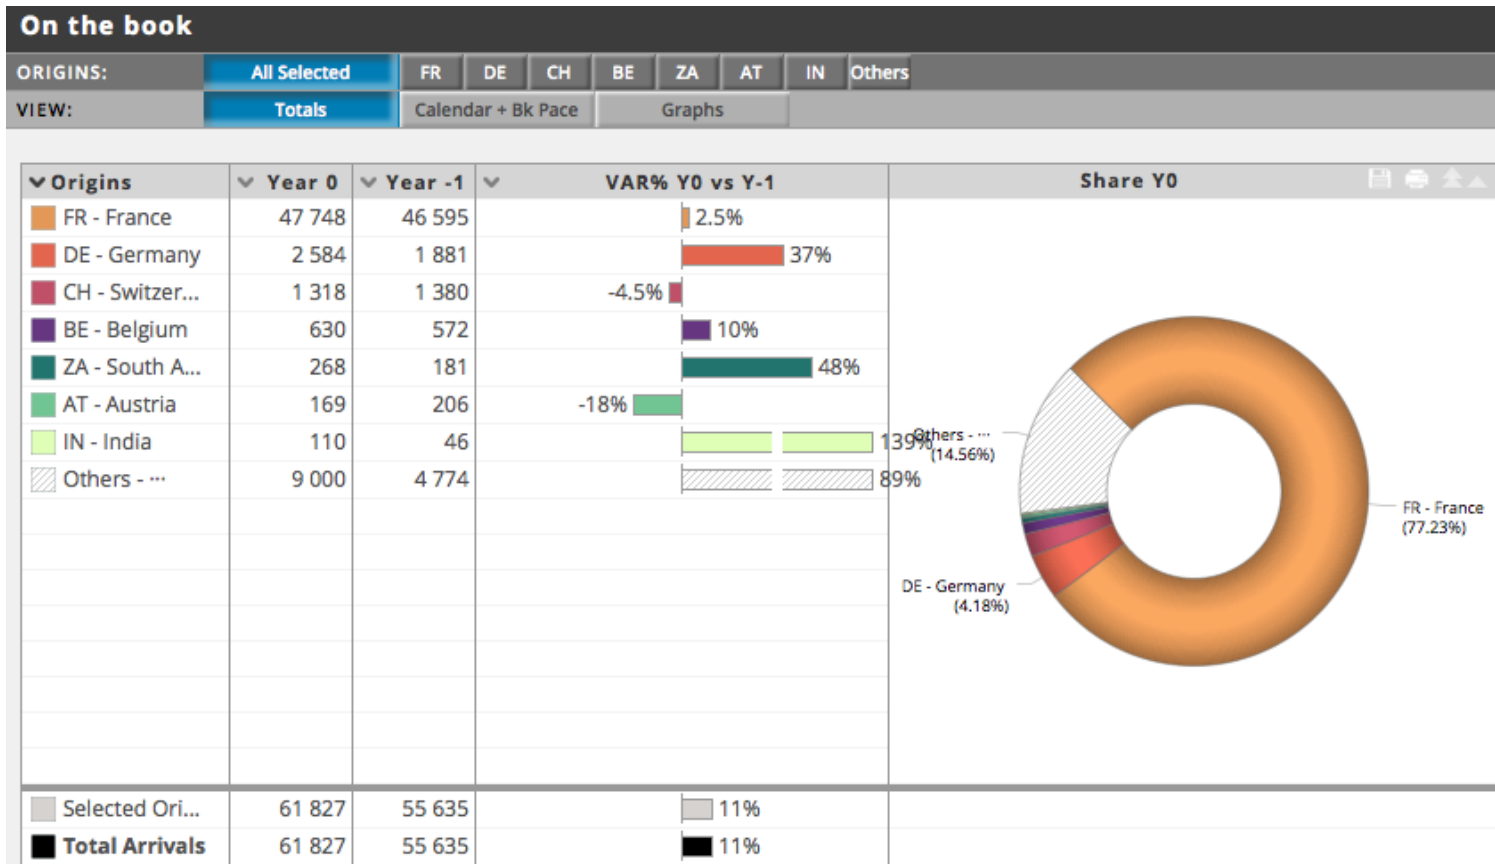 On the book
ORIGINS: All Selected FR DE CH BE ZA AT IN Others
VIEW: Totals Calendar + Bk Pace Graphs
Origins Year 0 Year -1 VAR% Y0 vs Y-1 Share Y0
FR - France 47 748 46 595 2.5%
DE - Germany 2 584 1 881 37%
CH - Switzer... 1 318 1 380 -4.5%
BE - Belgium 630 572 10%
ZA - South A... 268 181 48%
AT - Austria 169 206 -18%
IN - India 110 46 139%
Others - ... 9 000 4 774 89%
Others - ...
(14.56%)
FR - France
(77.23%)
DE - Germany
(4.18%)
Selected Ori... 61 827 55 635 11%
Total Arrivals 61 827 55 635 11%